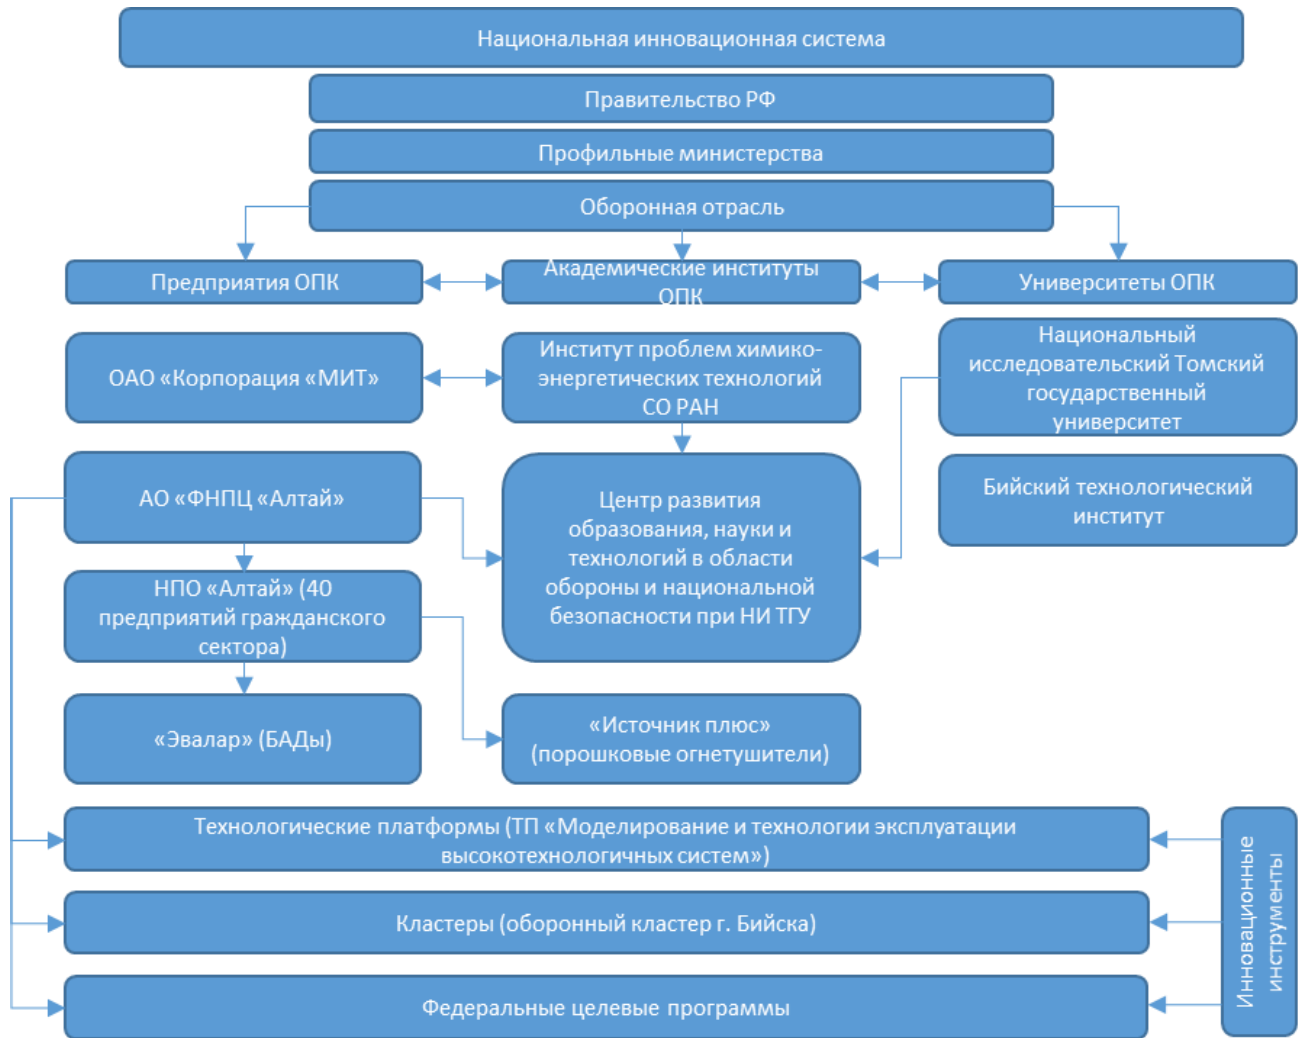 Национальная инновационная система
Правительство РФ
Профильные министерства
Оборонная отрасль
Предприятия ОПК
Академические институты
ОПК
Университеты ОПК
ОАО «Корпорация «МИТ»
Институт проблем химико-
энергетических технологий
СО РАН
Национальный
исследовательский Томский
государственный
университет
АО «ФНПЦ «Алтай»
Центр развития
образования, науки и
технологий в области
обороны и национальной
безопасности при НИ ТГУ
Бийский технологический
институт
НПО «Алтай» (40
предприятий гражданского
сектора)
«Эвалар» (БАДы)
«Источник плюс»
(порошковые огнетушители)
Технологические платформы (ТП «Моделирование и технологии эксплуатации
высокотехнологичных систем»)
Кластеры (оборонный кластер г. Бийска)
Федеральные целевые программы
Инновационные
инструменты